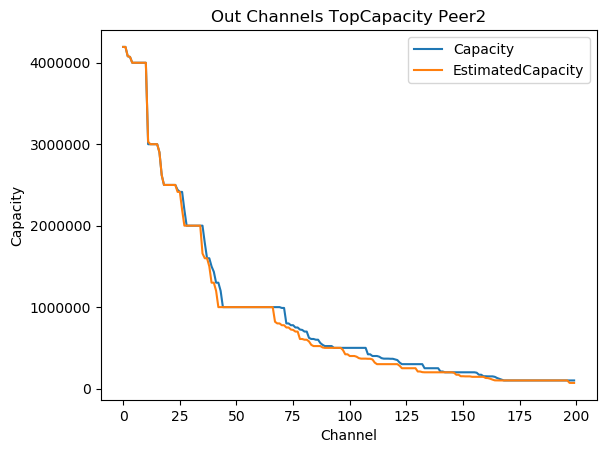 Out Channels TopCapacity Peer2
Capacity
EstimatedCapacity
4000000
3000000
2000000
1000000
0
Capacity
0 25 50 75 100 125 150 175 200
Channel